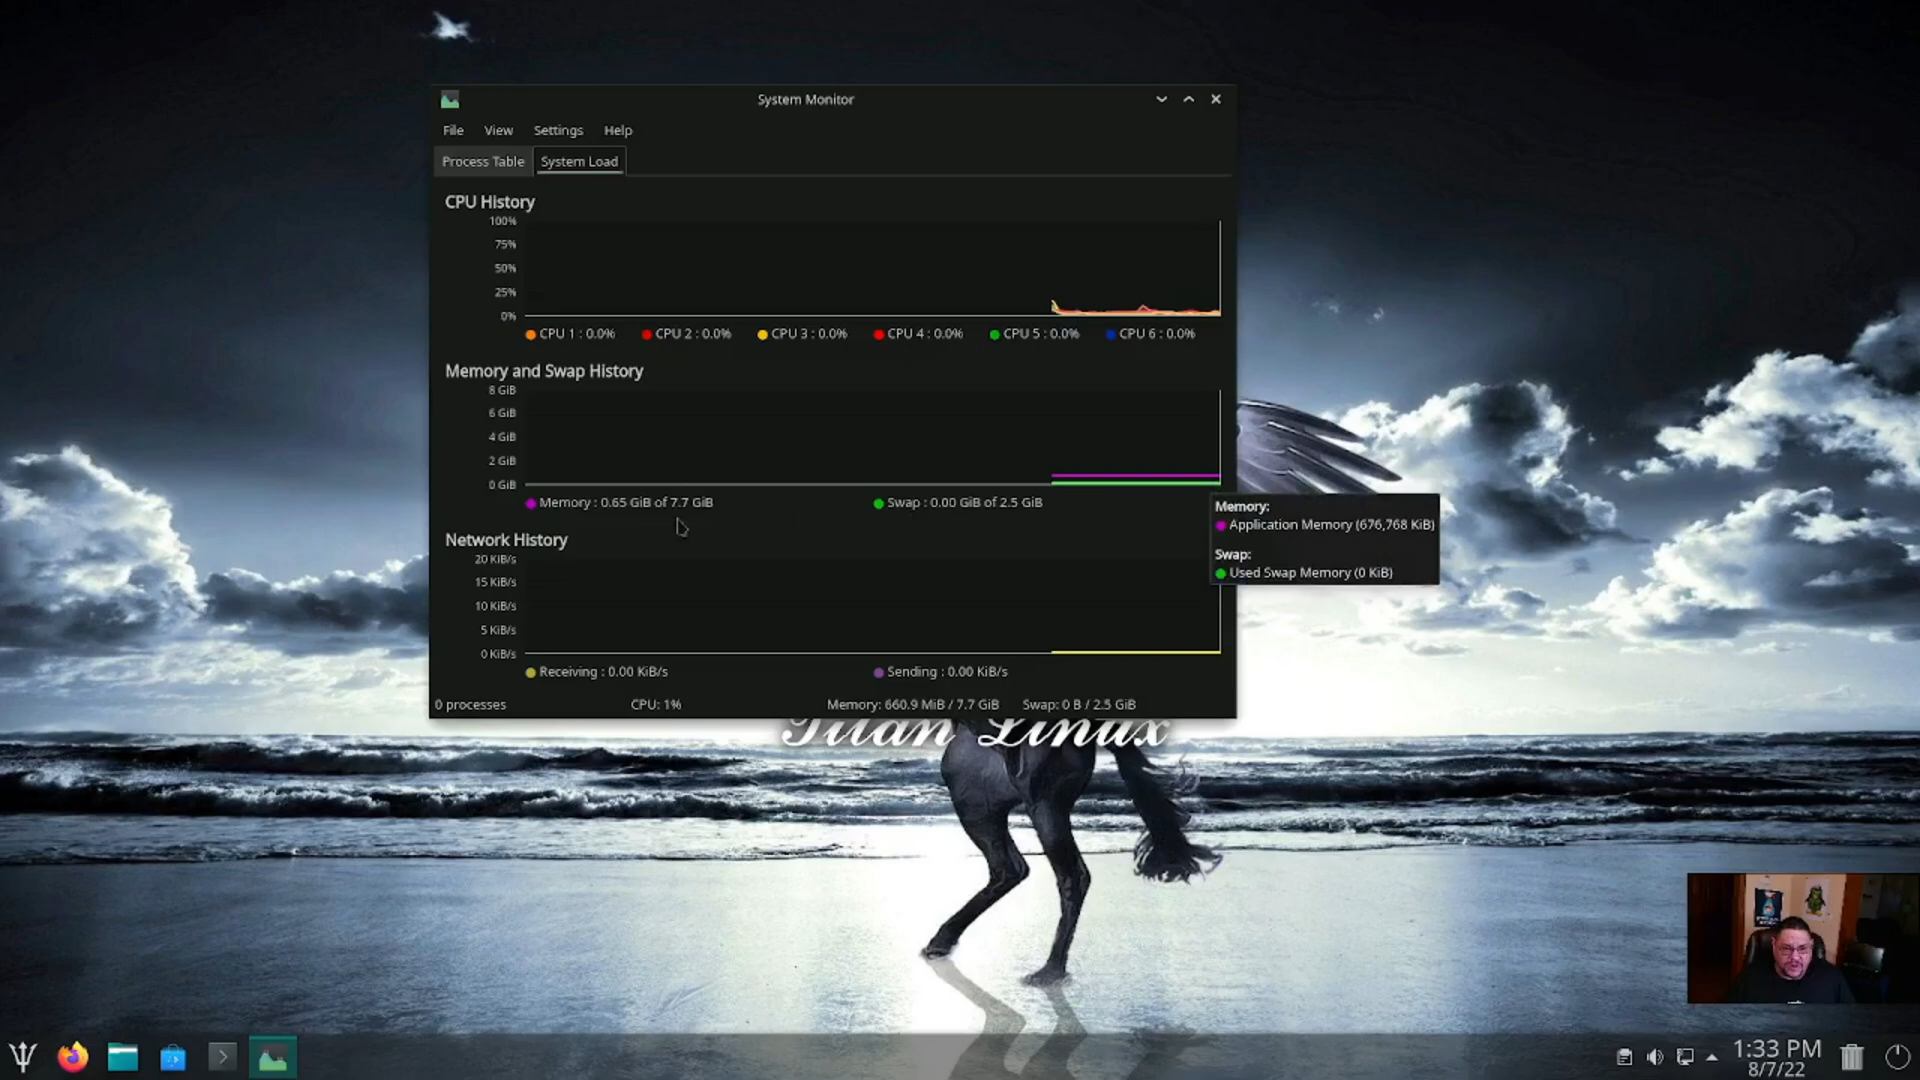 System Monitor
File View Settings Help
Process Table System Load
CPU History
100%
75%
50%
25%
0%
CPU 1 : 0.0% CPU 2 : 0.0% CPU 3 : 0.0% CPU 4 : 0.0% CPU 5 : 0.0% CPU 6 : 0.0%
Memory and Swap History
8 GiB
6 GiB
4 GiB
2 GiB
0 GiB
Memory : 0.65 GiB of 7.7 GiB Swap : 0.00 GiB of 2.5 GiB
Memory:
Application Memory (676,768 KiB)
Swap:
Used Swap Memory (0 KiB)
Network History
20 KiB/s
15 KiB/s
10 KiB/s
5 KiB/s
0 KiB/s
Receiving : 0.00 KiB/s Sending : 0.00 KiB/s
0 processes CPU: 1% Memory: 660.9 MiB / 7.7 GiB Swap: 0 B / 2.5 GiB
Titan Linux
1:33 PM
8/7/22